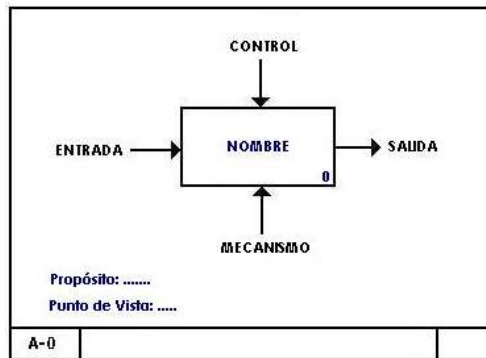 CONTROL
ENTRADA
NOMBRE
SALIDA
0
MECANISMO
Propósito: .......
Punto de Vista: .....
A-0